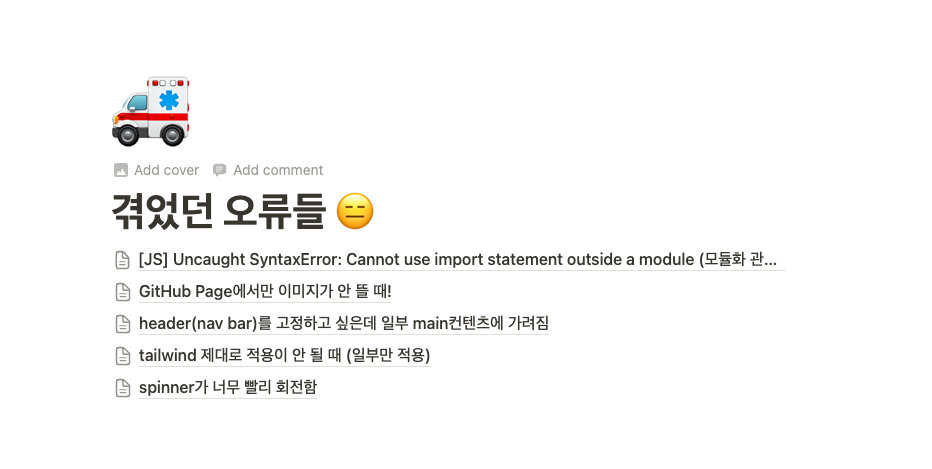 Add cover Add comment
겪었던 오류들 😑
[JS] Uncaught SyntaxError: Cannot use import statement outside a module (모듈화 관...
GitHub Page에서만 이미지가 안 뜰 때!
header(nav bar)를 고정하고 싶은데 일부 main컨텐츠에 가려짐
tailwind 제대로 적용이 안 될 때 (일부만 적용)
spinner가 너무 빨리 회전함